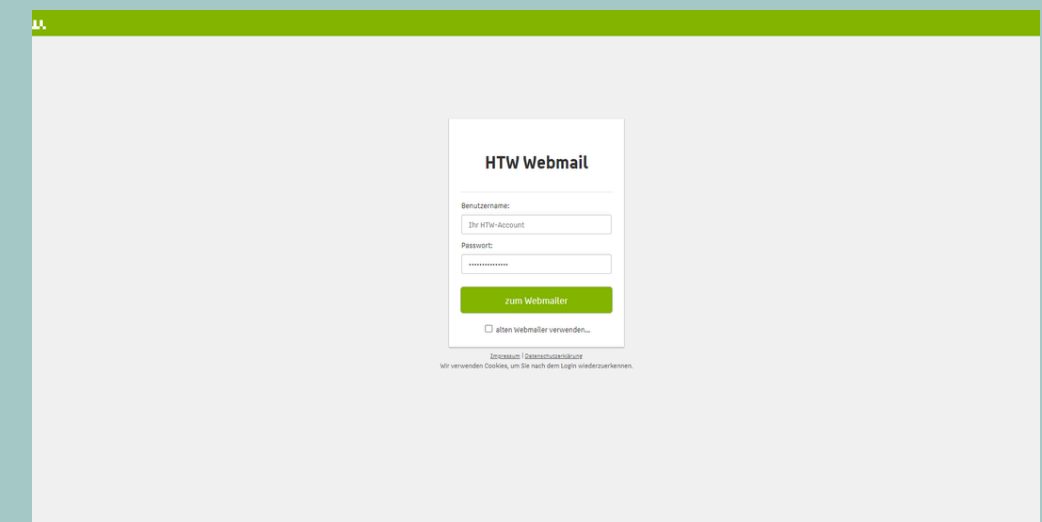 HTW Webmail
Benutzername:
Ihr HTW-Account
Passwort:
zum Webmailer
alten Webmailer verwenden...
Impressum | Datenschutzerklärung
Wir verwenden Cookies, um Sie nach dem Login wiederzuerkennen.